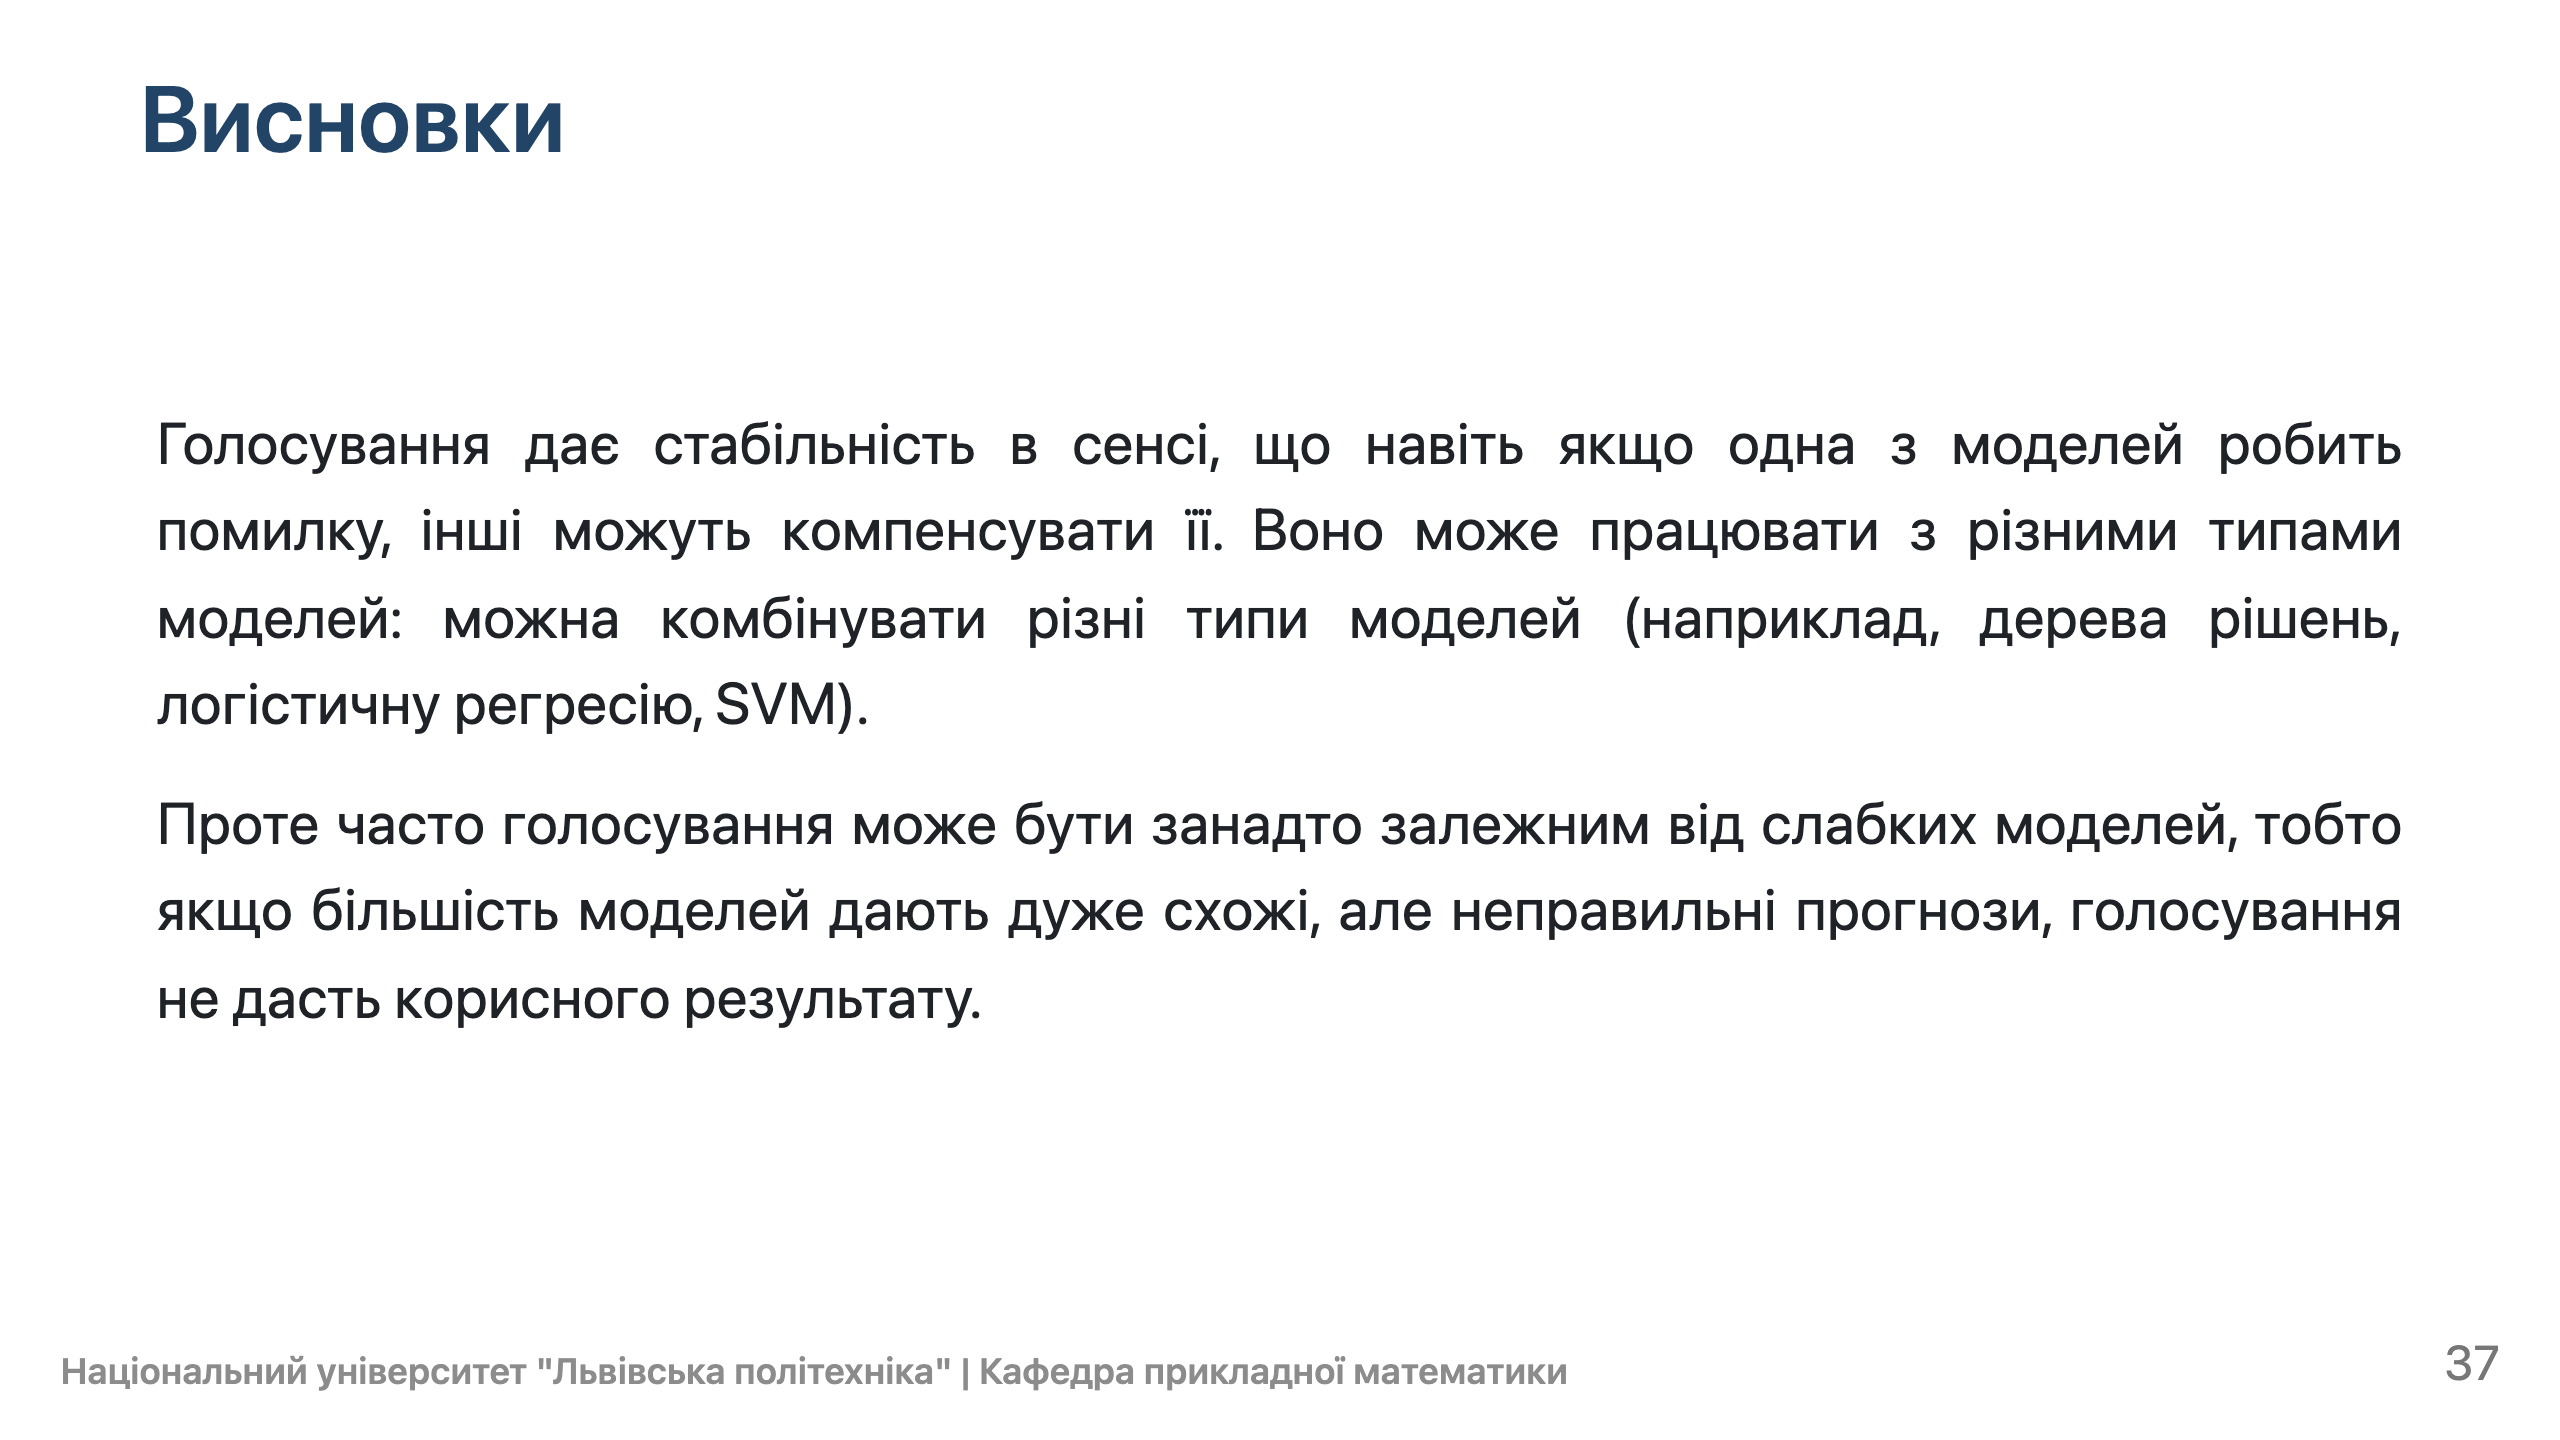 Висновки
Голосування дає стабільність в сенсі, що навіть якщо одна з моделей робить
помилку, інші можуть компенсувати її. Воно може працювати з різними типами
моделей: можна комбінувати різні типи моделей (наприклад, дерева рішень,
логістичну регресію, SVM).
Проте часто голосування може бути занадто залежним від слабких моделей, тобто
якщо більшість моделей дають дуже схожі, але неправильні прогнози, голосування
не дасть корисного результату.
Національний університет "Львівська політехніка" | Кафедра прикладної математики
37